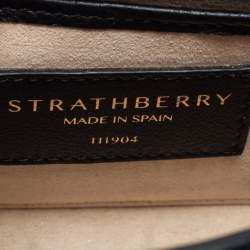 STRATHBERRY
MADE IN SPAIN
111904